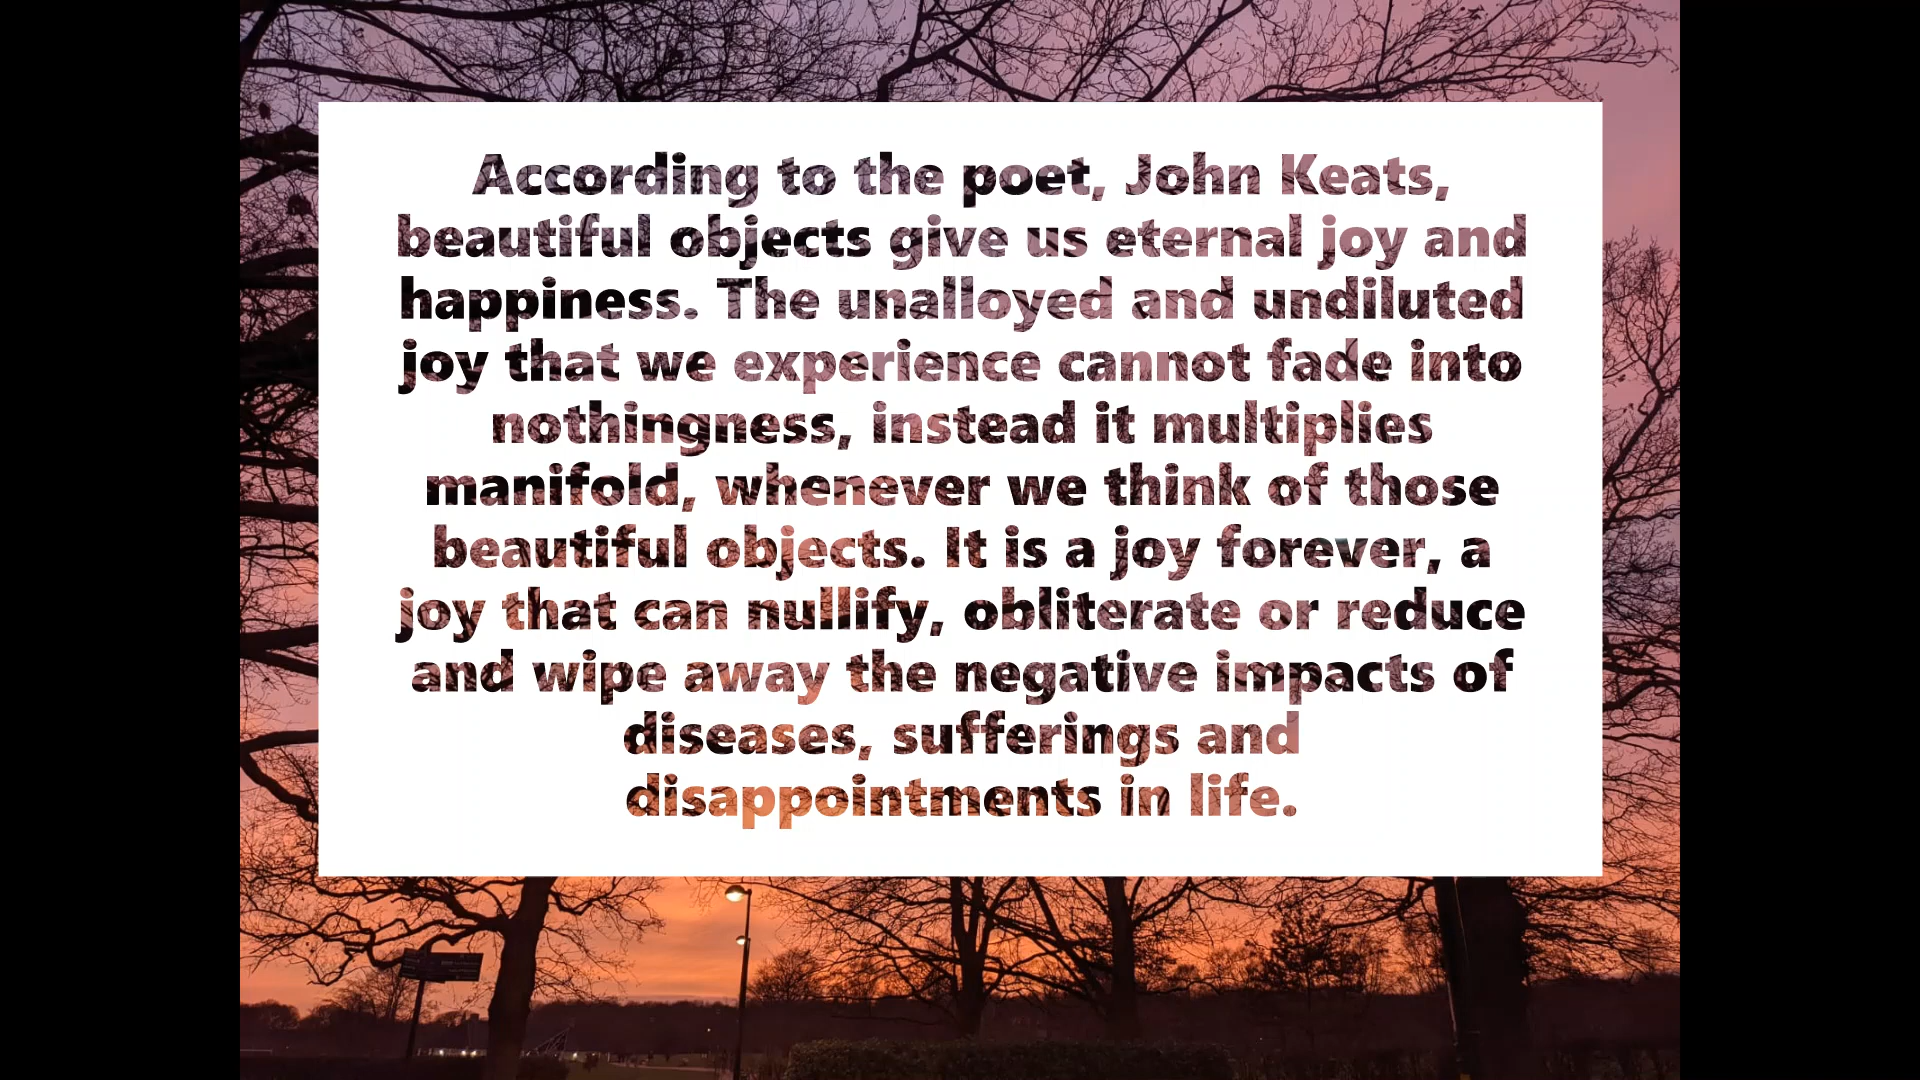 According to the poet, John Keats,
beautiful objects give us eternal joy and
happiness. The unalloyed and undiluted
joy that we experience cannot fade into
nothingness, instead it multiplies
manifold, whenever we think of those
beautiful objects. It is a joy forever, a
joy that can nullify, obliterate or reduce
and wipe away the negative impacts of
diseases, sufferings and
disappointments in life.